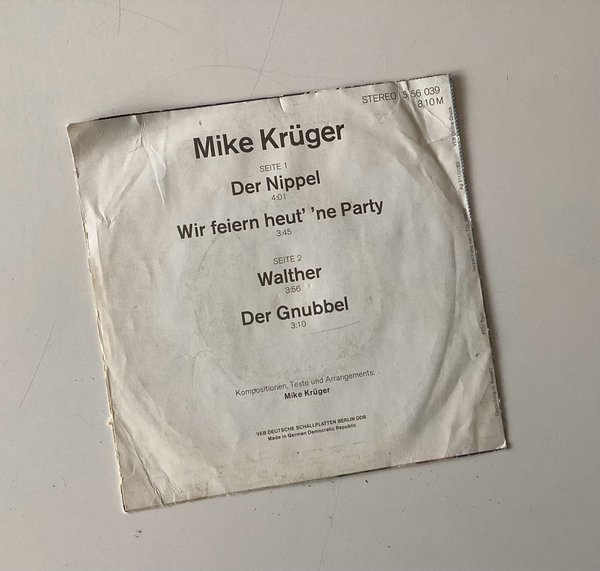 STEREO S 56 039
8,10 M
Mike Krüger
SEITE 1
Der Nippel
4:01
Wir feiern heut' 'ne Party
3:45
SEITE 2
Walther
3:56
Der Gnubbel
3:10
Kompositionen, Texte und Arrangements:
Mike Krüger
VEB DEUTSCHE SCHALLPLATTEN BERLIN DDR
Made in German Democratic Republic